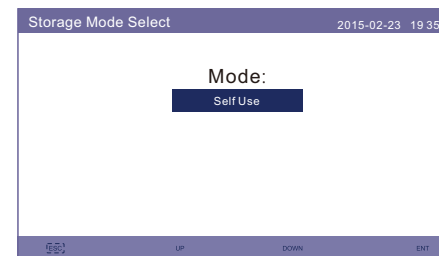 Storage Mode Select 2015-02-23 19 35
Mode:
Self Use
ESC UP DOWN ENT